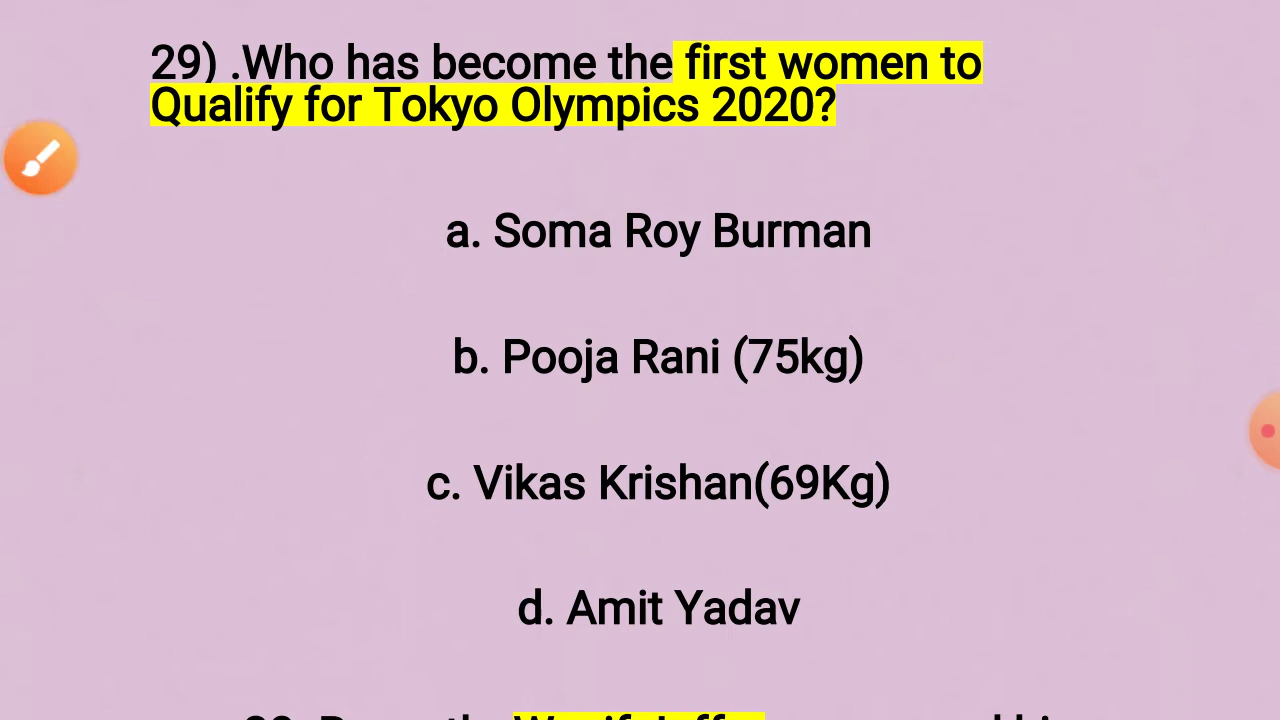 29) .Who has become the first women to
Qualify for Tokyo Olympics 2020?
a. Soma Roy Burman
b. Pooja Rani (75kg)
c. Vikas Krishan(69Kg)
d. Amit Yadav